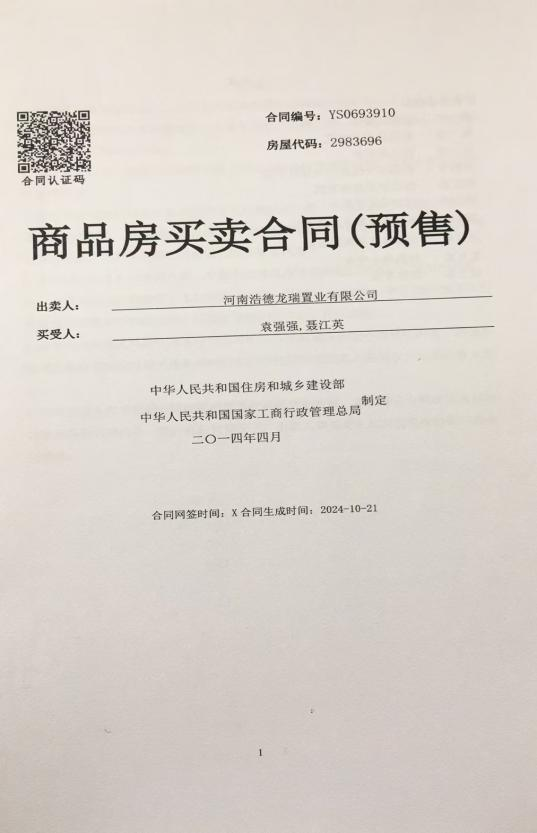 合同编号：YS0693910
房屋代码：2983696
合同认证码
商品房买卖合同(预售)
出卖人：河南浩德龙瑞置业有限公司
买受人：袁强强,聂江英
中华人民共和国住房和城乡建设部
中华人民共和国国家工商行政管理总局 制定
二〇一四年四月
合同网签时间：X 合同生成时间：2024-10-21
1